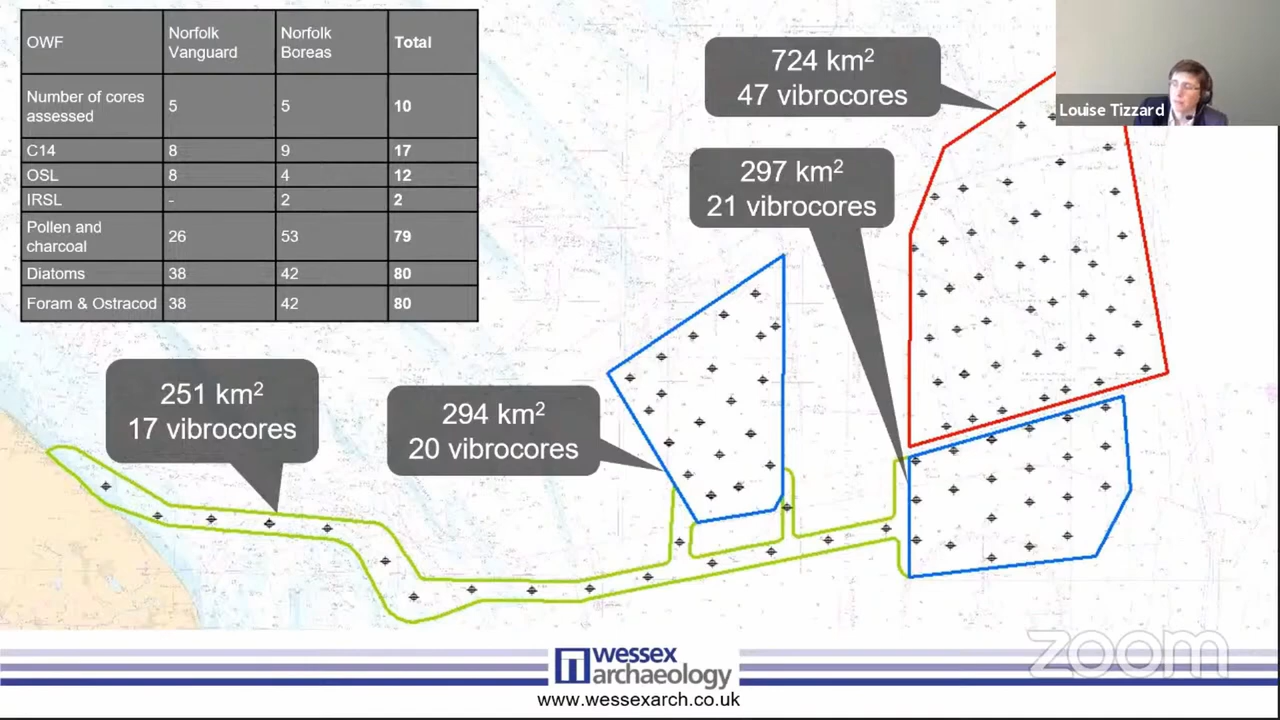 OWF Norfolk Vanguard Norfolk Boreas Total
Number of cores assessed 5 5 10
C14 8 9 17
OSL 8 4 12
IRSL - 2 2
Pollen and charcoal 26 53 79
Diatoms 38 42 80
Foram & Ostracod 38 42 80
724 km²
47 vibrocores
Louise Tizzard
297 km²
21 vibrocores
251 km²
17 vibrocores
294 km²
20 vibrocores
zoom
wessex
archaeology
www.wessexarch.co.uk